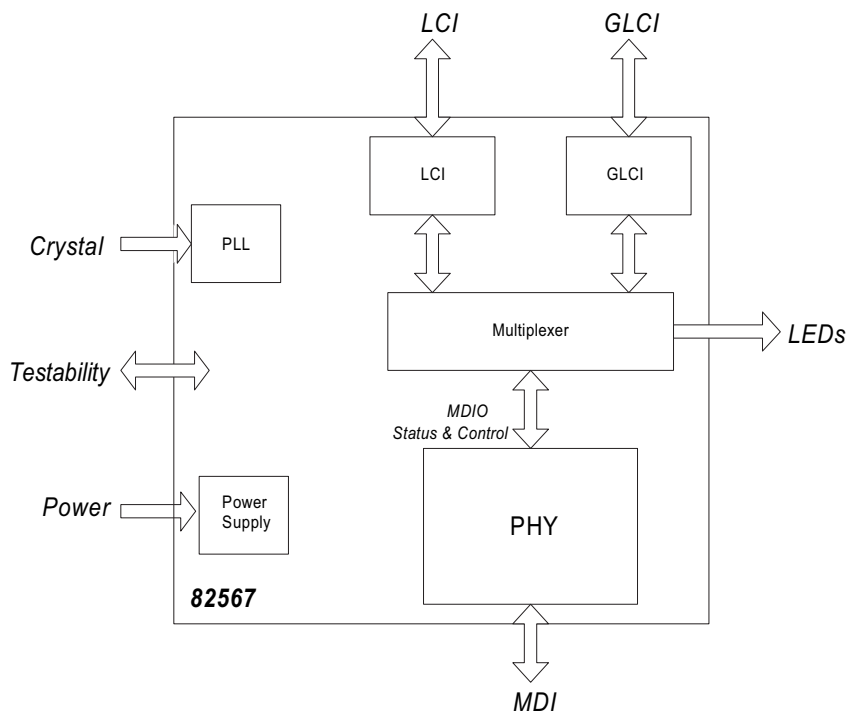 LCI
GLCI
LCI
GLCI
Crystal
PLL
Multiplexer
LEDs
Testability
MDIO
Status & Control
Power
Power
Supply
PHY
82567
MDI